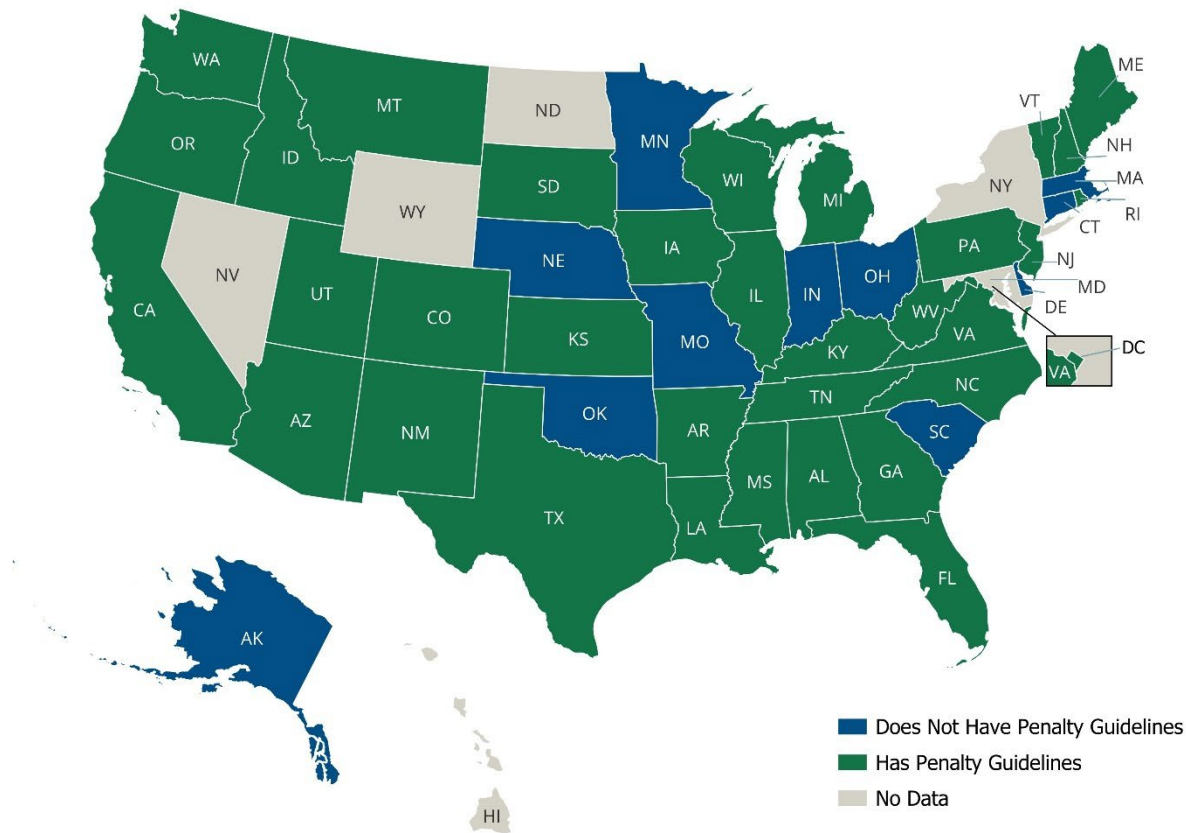 WA
MT
ND
MN
ME
VT
NH
OR
ID
SD
WI
MI
NY
MA
RI
CT
WY
IA
PA
NJ
NE
MD
DE
NV
UT
CO
CA
IL
IN
OH
WV
VA
KS
MO
KY
DC
VA
NC
TN
AZ
NM
OK
AR
SC
MS
AL
GA
TX
LA
FL
AK
HI
Does Not Have Penalty Guidelines
Has Penalty Guidelines
No Data